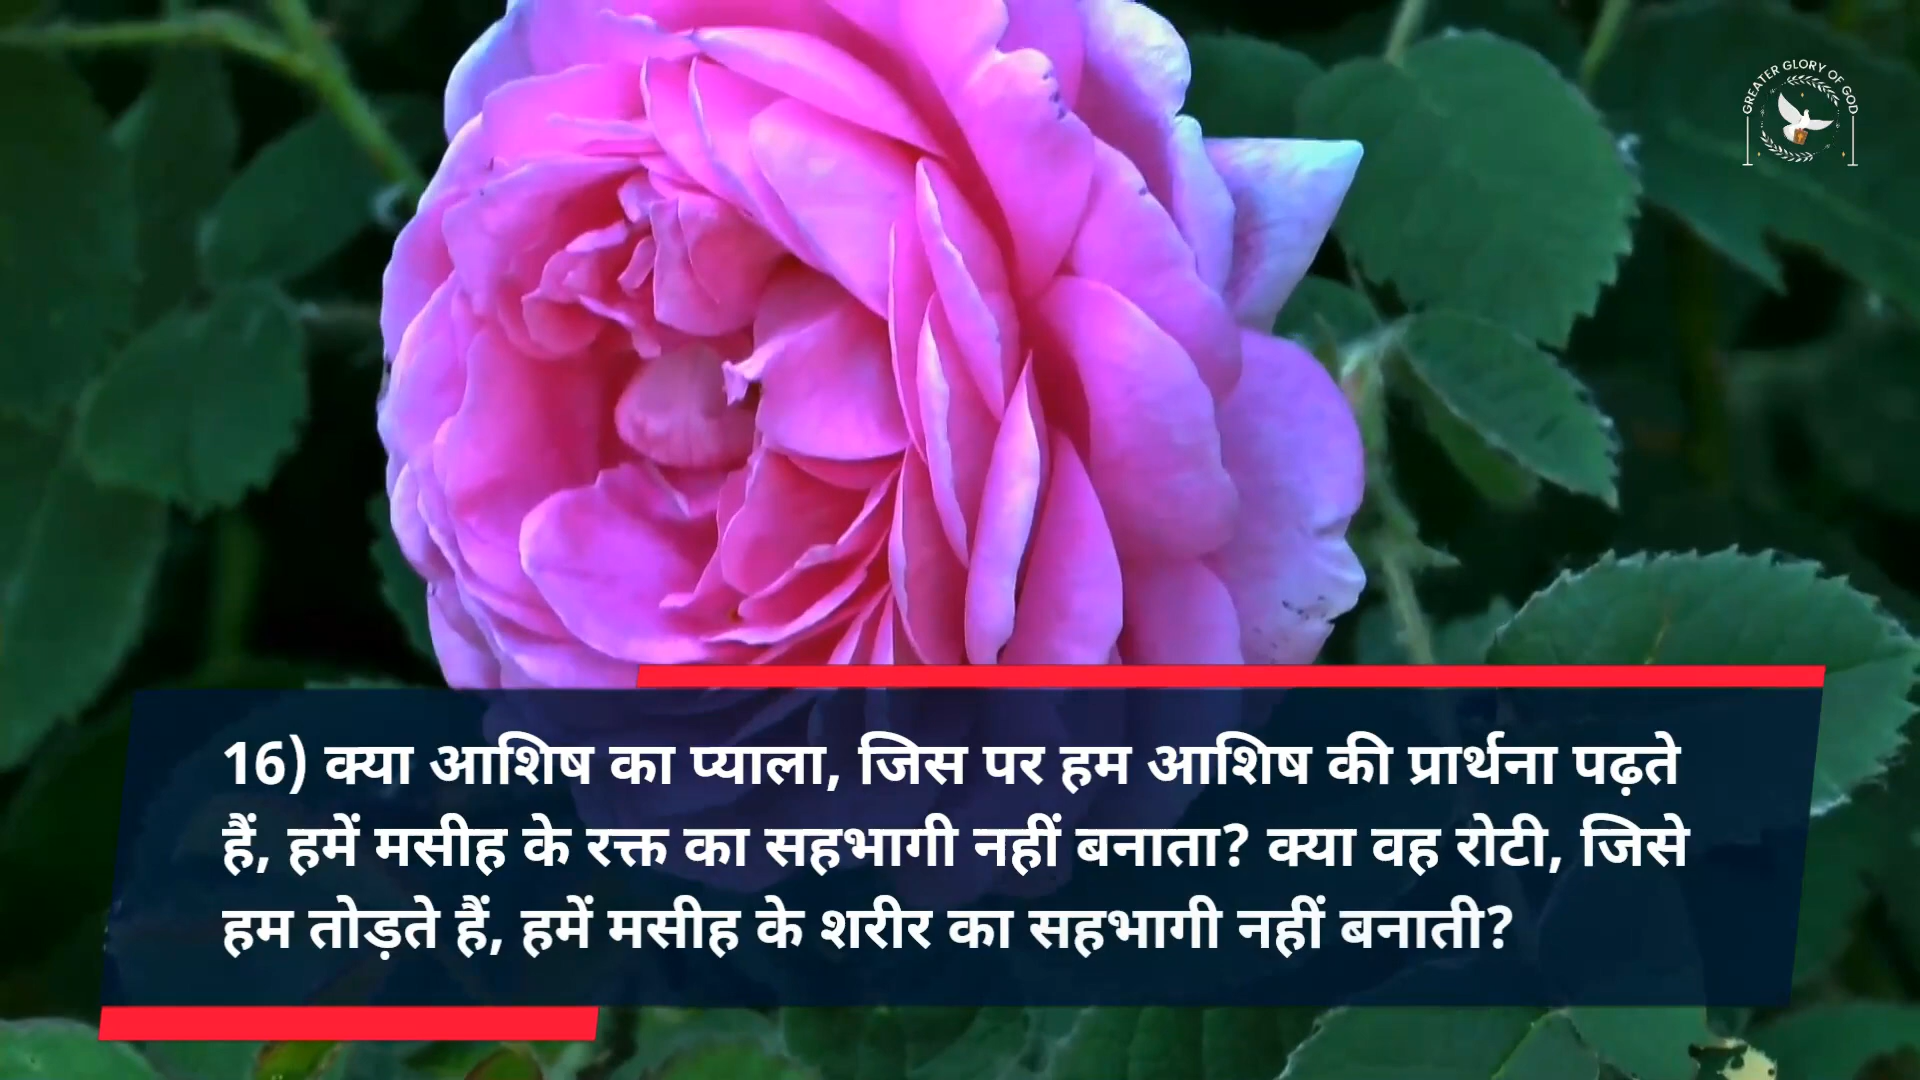 GREATER GLORY OF GOD
16) क्या आशिष का प्याला, जिस पर हम आशिष की प्रार्थना पढ़ते
हैं, हमें मसीह के रक्त का सहभागी नहीं बनाता? क्या वह रोटी, जिसे
हम तोड़ते हैं, हमें मसीह के शरीर का सहभागी नहीं बनाती?